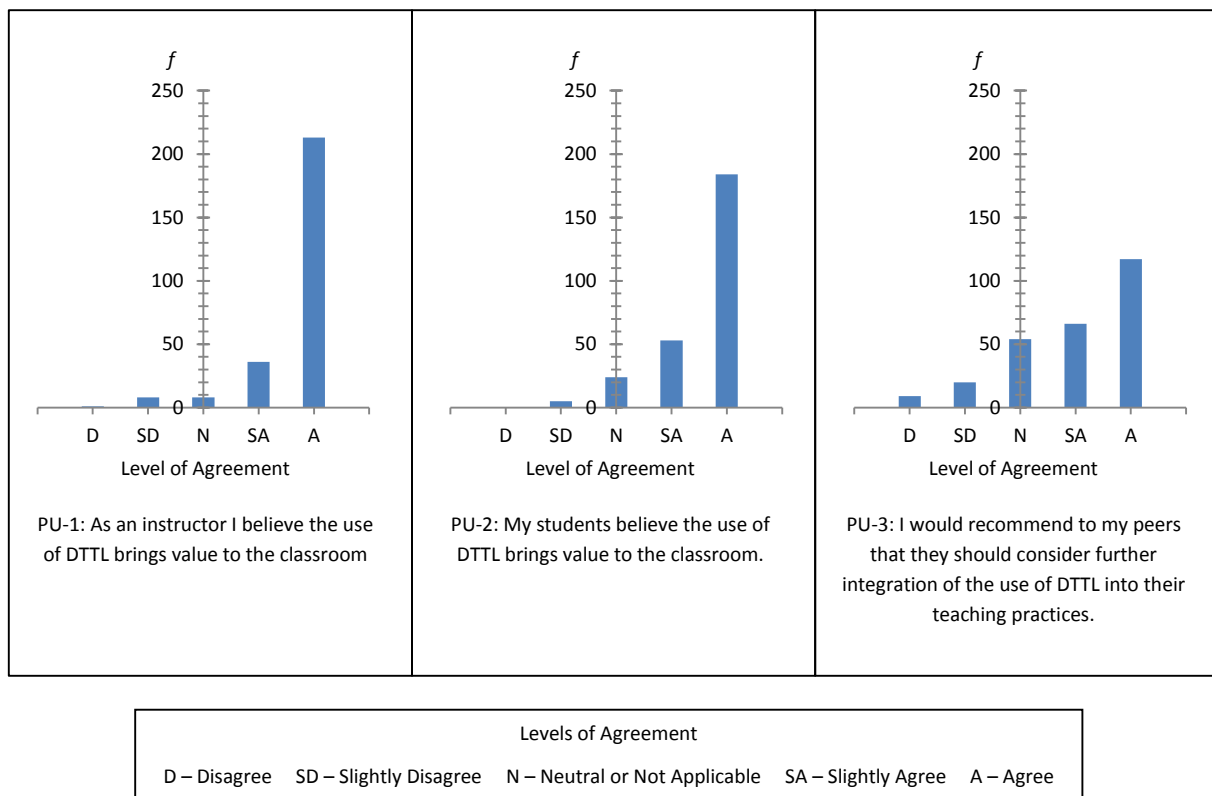 f
250
200
150
100
50
0
D SD N SA A
Level of Agreement
PU-1: As an instructor I believe the use
of DTTL brings value to the classroom
f
250
200
150
100
50
0
D SD N SA A
Level of Agreement
PU-2: My students believe the use of
DTTL brings value to the classroom.
f
250
200
150
100
50
0
D SD N SA A
Level of Agreement
PU-3: I would recommend to my peers
that they should consider further
integration of the use of DTTL into their
teaching practices.
Levels of Agreement
D – Disagree SD – Slightly Disagree N – Neutral or Not Applicable SA – Slightly Agree A – Agree